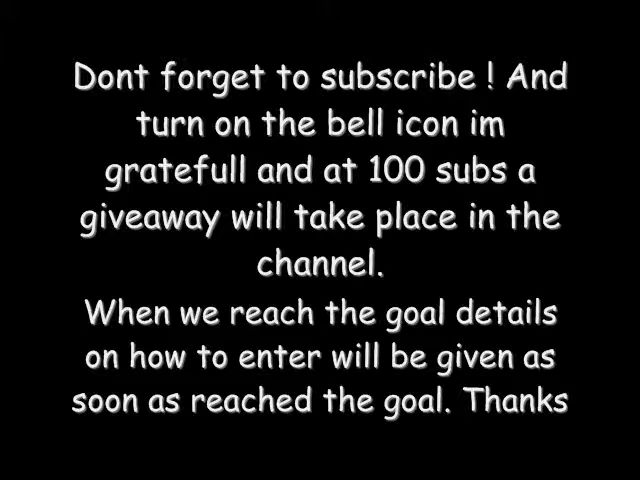 Dont forget to subscribe ! And
turn on the bell icon im
gratefull and at 100 subs a
giveaway will take place in the
channel.
When we reach the goal details
on how to enter will be given as
soon as reached the goal. Thanks